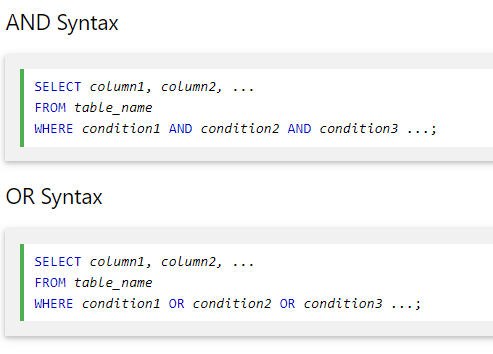 AND Syntax
SELECT column1, column2, ...
FROM table_name
WHERE condition1 AND condition2 AND condition3 ...;
OR Syntax
SELECT column1, column2, ...
FROM table_name
WHERE condition1 OR condition2 OR condition3 ...;